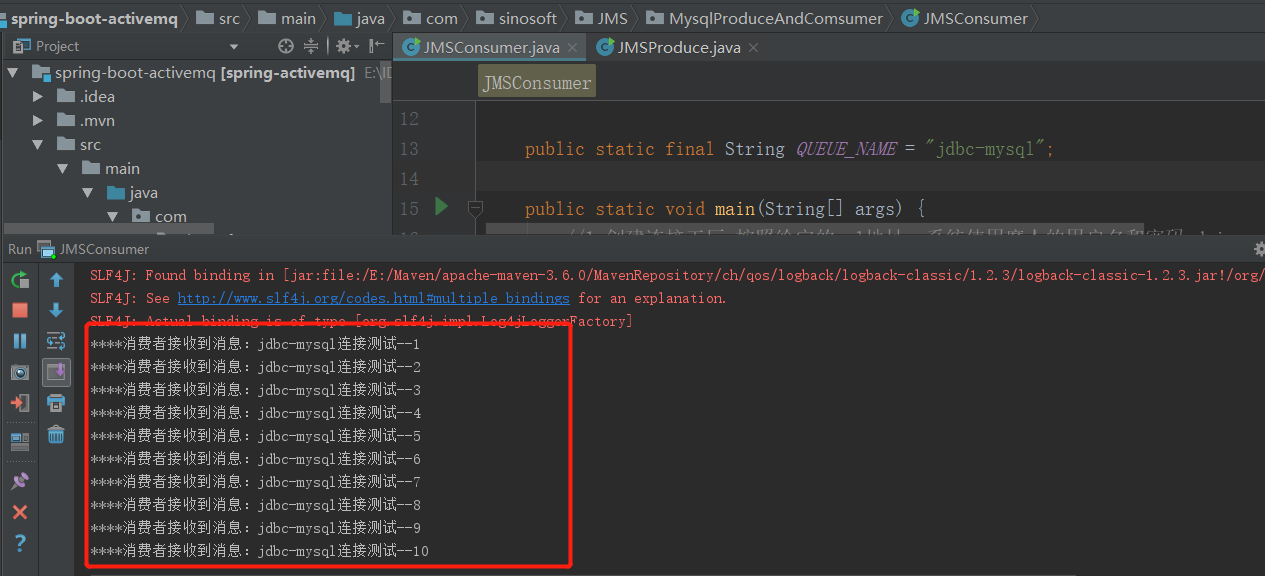 spring-boot-activemq src main java com sinosoft JMS MysqlProduceAndComsumer JMSConsumer
Project
JMSConsumer.java JMSProduce.java
spring-boot-activemq [spring-activemq] E:\ID
JMSConsumer
.idea
.mvn
src
main
java
com
12
13 public static final String QUEUE_NAME = "jdbc-mysql";
14
15 public static void main(String[] args) {
Run JMSConsumer
SLF4J: Found binding in [jar:file:/E:/Maven/apache-maven-3.6.0/MavenRepository/ch/qos/logback/logback-classic/1.2.3/logback-classic-1.2.3.jar!/org/
SLF4J: See http://www.slf4j.org/codes.html#multiple_bindings for an explanation.
SLF4J: Actual binding is of type [org.slf4j.impl.Log4jLoggerFactory]
****消费者接收到消息：jdbc-mysql连接测试--1
****消费者接收到消息：jdbc-mysql连接测试--2
****消费者接收到消息：jdbc-mysql连接测试--3
****消费者接收到消息：jdbc-mysql连接测试--4
****消费者接收到消息：jdbc-mysql连接测试--5
****消费者接收到消息：jdbc-mysql连接测试--6
****消费者接收到消息：jdbc-mysql连接测试--7
****消费者接收到消息：jdbc-mysql连接测试--8
****消费者接收到消息：jdbc-mysql连接测试--9
****消费者接收到消息：jdbc-mysql连接测试--10